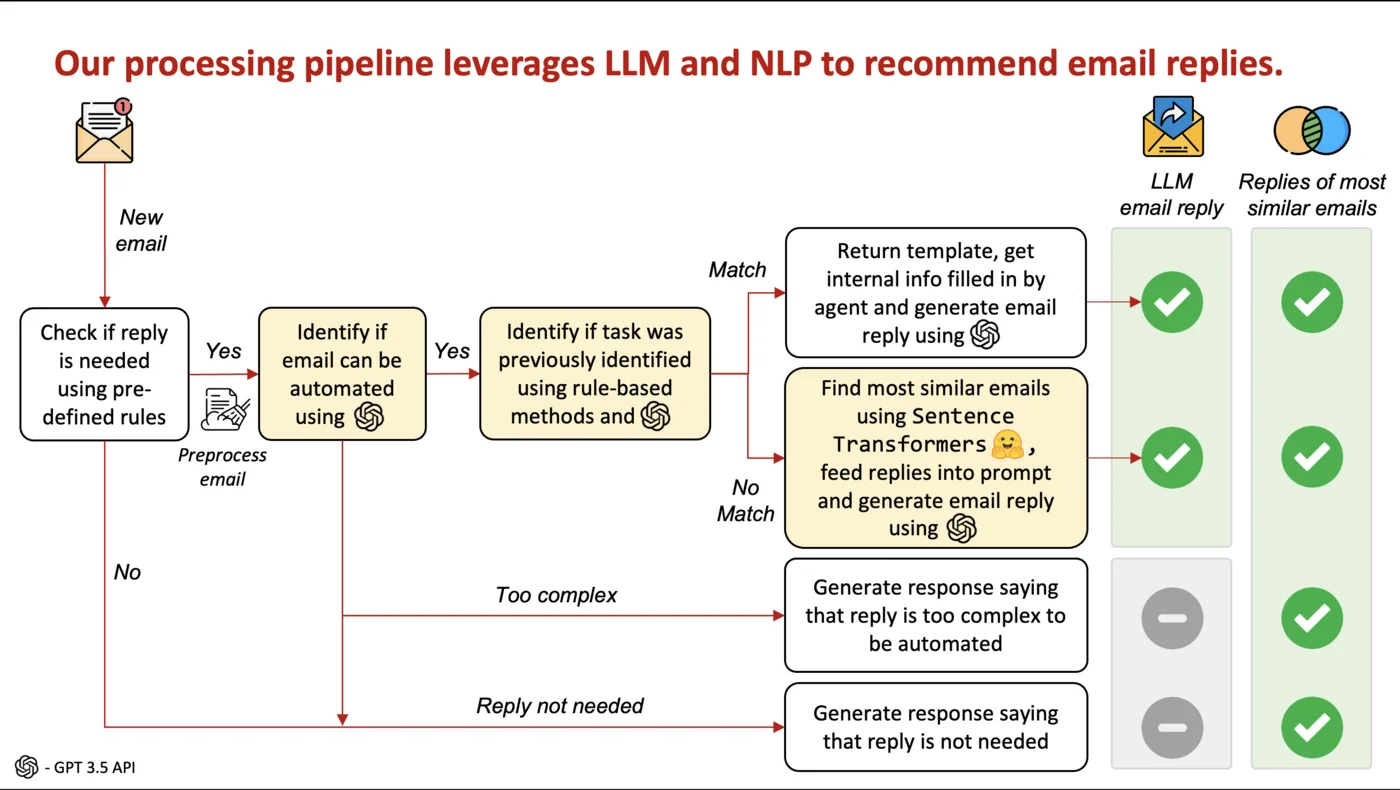 Our processing pipeline leverages LLM and NLP to recommend email replies.
1
LLM
email reply
Replies of most
similar emails
New
email
Check if reply
is needed
using pre-
defined rules
Yes
Preprocess
email
Identify if
email can be
automated
using
Yes
Identify if task was
previously identified
using rule-based
methods and
Match
Return template, get
internal info filled in by
agent and generate email
reply using
No
Match
Find most similar emails
using Sentence
Transformers 🤗,
feed replies into prompt
and generate email reply
using
No
Too complex
Generate response saying
that reply is too complex to
be automated
Reply not needed
Generate response saying
that reply is not needed
- GPT 3.5 API